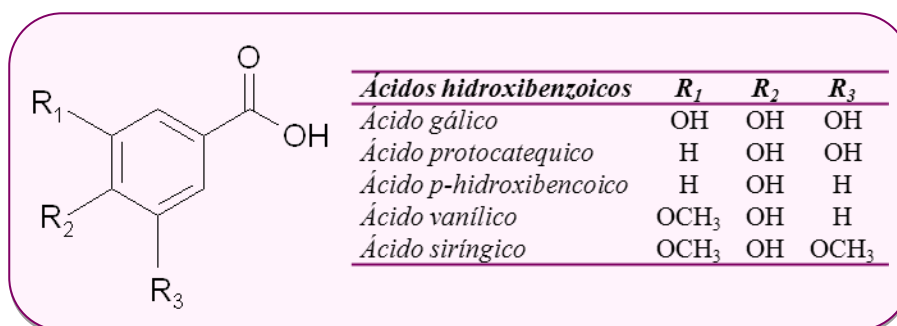 O
R₁
OH
R₂
R₃
Ácidos hidroxibenzoicos R₁ R₂ R₃
Ácido gálico OH OH OH
Ácido protocatequico H OH OH
Ácido p-hidroxibencoico H OH H
Ácido vanílico OCH₃ OH H
Ácido siríngico OCH₃ OH OCH₃